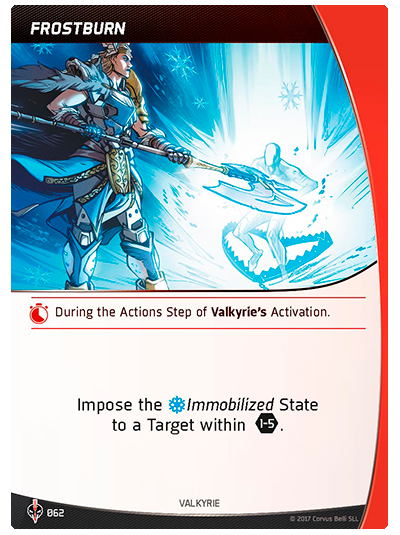 FROSTBURN
During the Actions Step of Valkyrie's Activation.
Impose the Immobilized State
to a Target within 1-5.
062
VALKYRIE
© 2017 Corvus Belli SLL